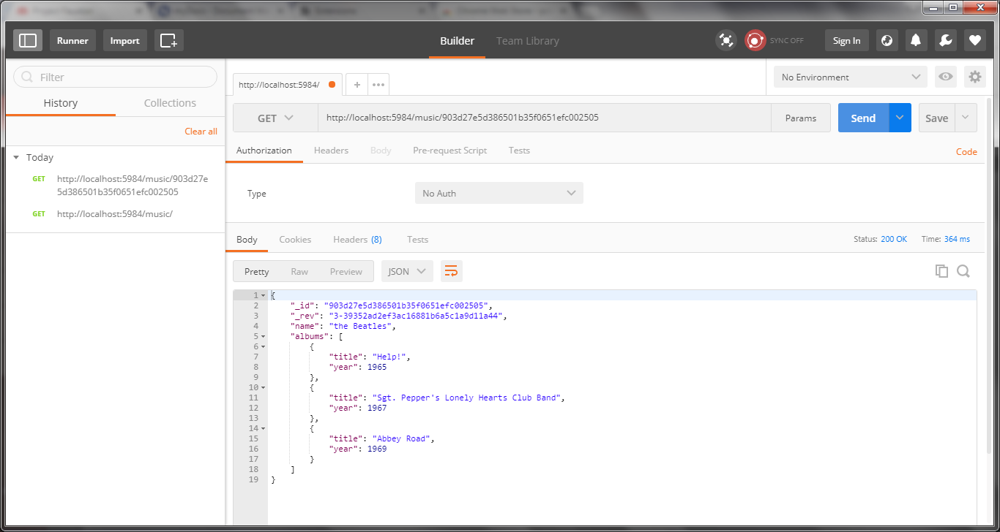 Runner
Import
Builder
Team Library
SYNC OFF
Sign In
Filter
History
Collections
Clear all
Today
GET http://localhost:5984/music/903d27e
5d386501b35f0651efc002505
GET http://localhost:5984/music/
http://localhost:5984/
+
No Environment
GET
http://localhost:5984/music/903d27e5d386501b35f0651efc002505
Params
Send
Save
Authorization
Headers
Body
Pre-request Script
Tests
Code
Type
No Auth
Body
Cookies
Headers (8)
Tests
Status: 200 OK
Time: 364 ms
Pretty
Raw
Preview
JSON
1 {
2 "_id": "903d27e5d386501b35f0651efc002505",
3 "_rev": "3-39352ad2ef3ac16881b6a5c1a9d11a44",
4 "name": "the Beatles",
5 "albums": [
6 {
7 "title": "Help!",
8 "year": 1965
9 },
10 {
11 "title": "Sgt. Pepper's Lonely Hearts Club Band",
12 "year": 1967
13 },
14 {
15 "title": "Abbey Road",
16 "year": 1969
17 }
18 ]
19 }